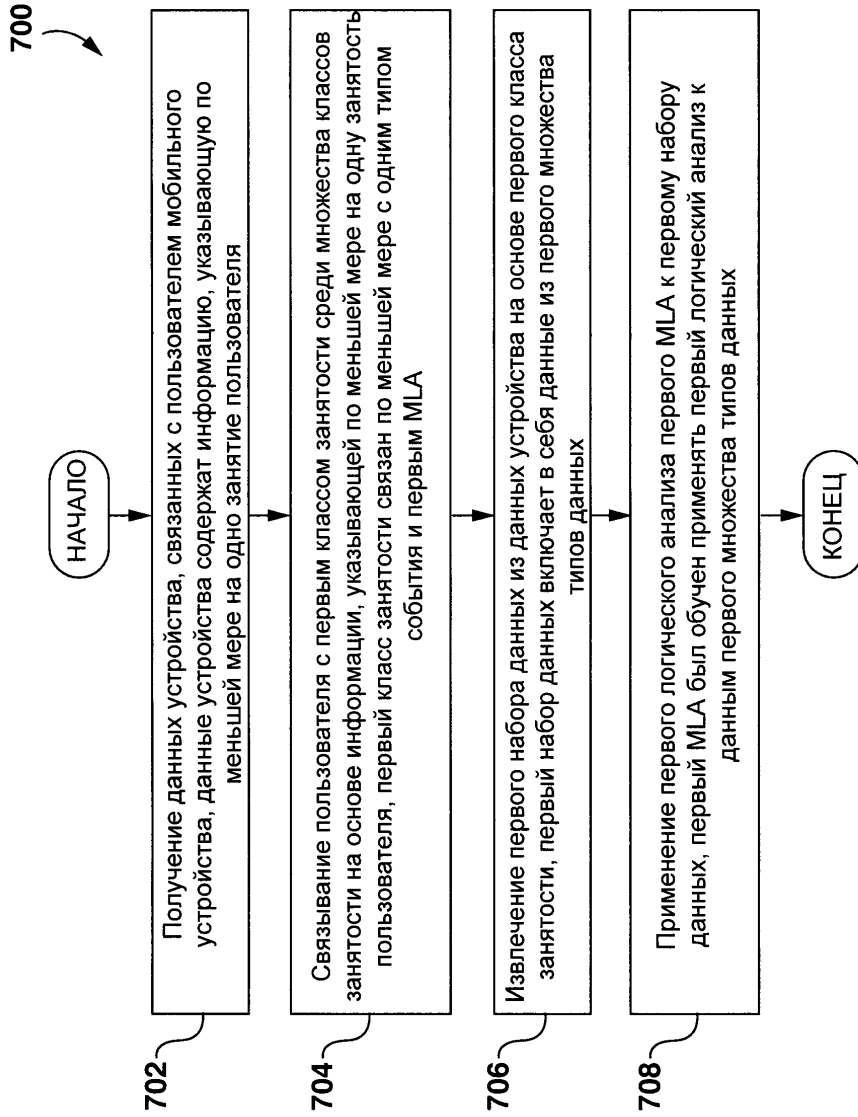 700
НАЧАЛО
702
Получение данных устройства, связанных с пользователем мобильного
устройства, данные устройства содержат информацию, указывающую по
меньшей мере на одно занятие пользователя
704
Связывание пользователя с первым классом занятости среди множества классов
занятости на основе информации, указывающей по меньшей мере на одну занятость
пользователя, первый класс занятости связан по меньшей мере с одним типом
события и первым MLA
706
Извлечение первого набора данных из данных устройства на основе первого класса
занятости, первый набор данных включает в себя данные из первого множества
типов данных
708
Применение первого логического анализа первого MLA к первому набору
данных, первый MLA был обучен применять первый логический анализ к
данным первого множества типов данных
КОНЕЦ